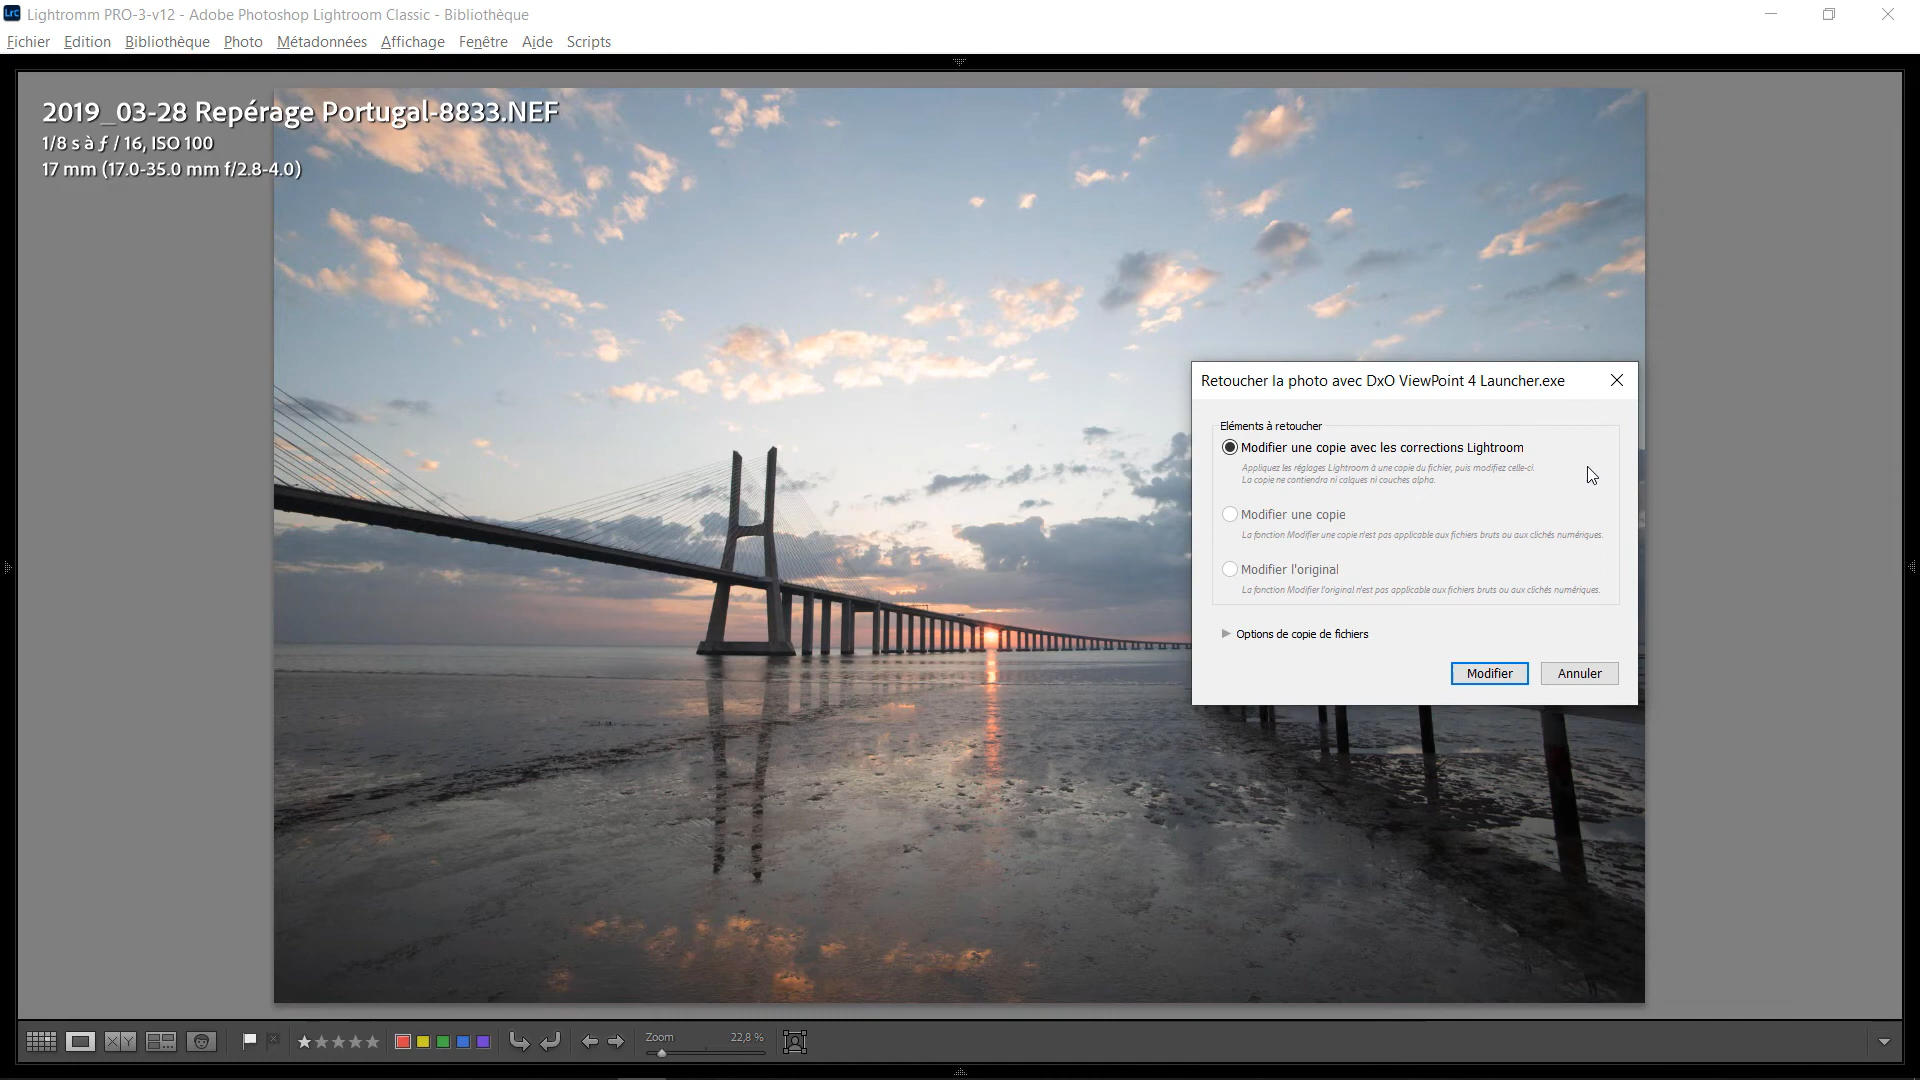 Lightromm PRO-3-v12 - Adobe Photoshop Lightroom Classic - Bibliothèque
Fichier Edition Bibliothèque Photo Métadonnées Affichage Fenêtre Aide Scripts
2019_03-28 Repérage Portugal-8833.NEF
1/8 s à ƒ / 16, ISO 100
17 mm (17.0-35.0 mm f/2.8-4.0)
Retoucher la photo avec DxO ViewPoint 4 Launcher.exe
Eléments à retoucher
Modifier une copie avec les corrections Lightroom
Appliquez les réglages Lightroom à une copie du fichier, puis modifiez celle-ci.
La copie ne contiendra ni calques ni couches alpha.
Modifier une copie
La fonction Modifier une copie n'est pas applicable aux fichiers bruts ou aux clichés numériques.
Modifier l'original
La fonction Modifier l'original n'est pas applicable aux fichiers bruts ou aux clichés numériques.
Options de copie de fichiers
Modifier Annuler
X Y
Zoom 22,8 %
LrC